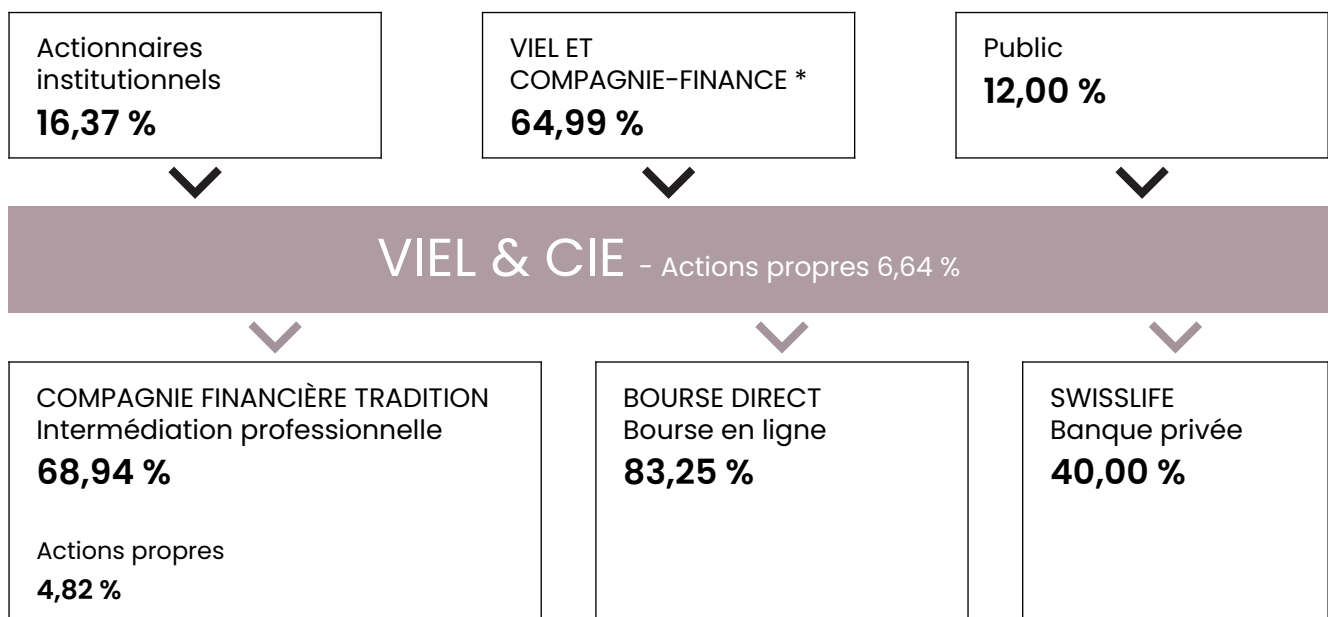 Actionnaires
institutionnels
16,37 %
VIEL ET
COMPAGNIE-FINANCE *
64,99 %
Public
12,00 %
VIEL & CIE - Actions propres 6,64 %
COMPAGNIE FINANCIÈRE TRADITION
Intermédiation professionnelle
68,94 %
Actions propres
4,82 %
BOURSE DIRECT
Bourse en ligne
83,25 %
SWISSLIFE
Banque privée
40,00 %